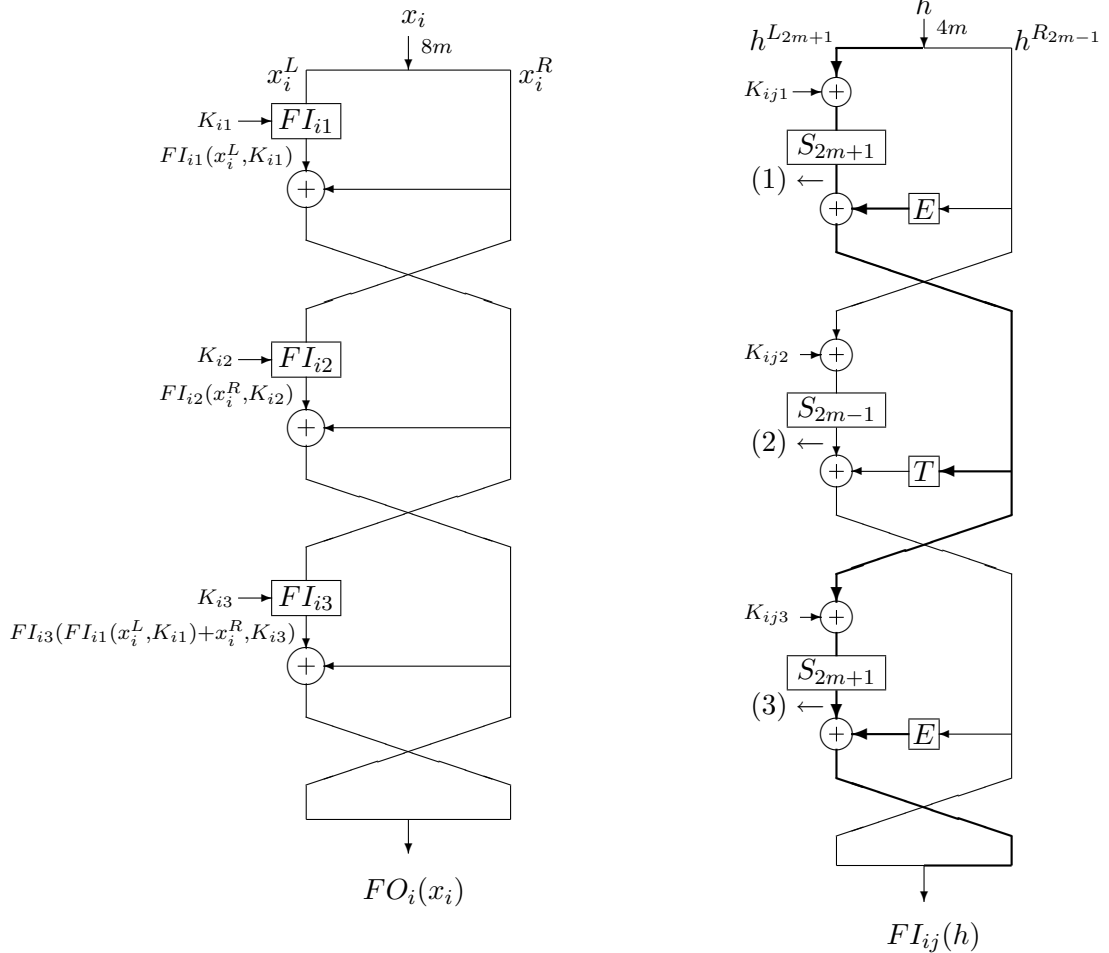 x_i
8m
x_i^L
x_i^R
K_{i1}
FI_{i1}
FI_{i1}(x_i^L,K_{i1})
+
K_{i2}
FI_{i2}
FI_{i2}(x_i^R,K_{i2})
+
K_{i3}
FI_{i3}
FI_{i3}(FI_{i1}(x_i^L,K_{i1})+x_i^R,K_{i3})
+
FO_i(x_i)
h
4m
h^{L_{2m+1}}
h^{R_{2m-1}}
K_{ij1}
+
S_{2m+1}
(1) ←
+
E
K_{ij2}
+
S_{2m-1}
(2) ←
+
T
K_{ij3}
+
S_{2m+1}
(3) ←
+
E
FI_{ij}(h)